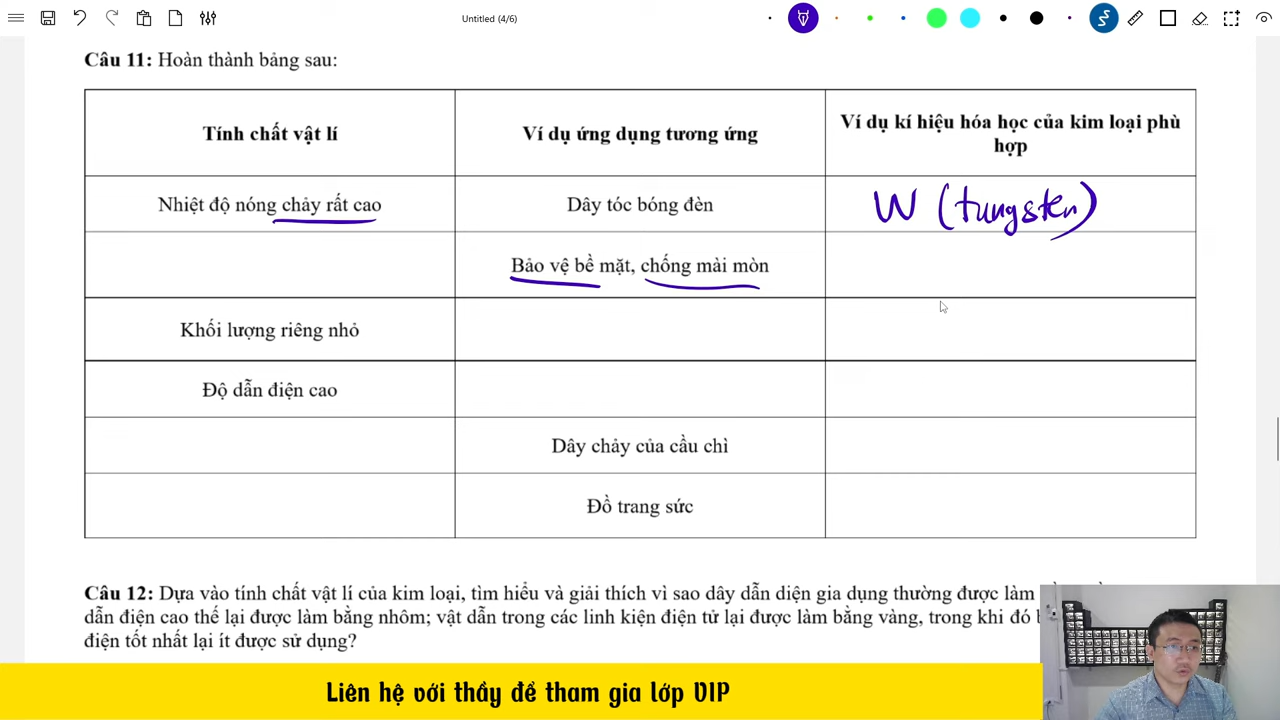 Untitled (4/6)
Câu 11: Hoàn thành bảng sau:
Tính chất vật lí
Ví dụ ứng dụng tương ứng
Ví dụ kí hiệu hóa học của kim loại phù
hợp
Nhiệt độ nóng chảy rất cao
Dây tóc bóng đèn
W (tungsten)
Bảo vệ bề mặt, chống mài mòn
Khối lượng riêng nhỏ
Độ dẫn điện cao
Dây chảy của cầu chì
Đồ trang sức
Câu 12: Dựa vào tính chất vật lí của kim loại, tìm hiểu và giải thích vì sao dây dẫn diện gia dụng thường được làm
dẫn điện cao thế lại được làm bằng nhôm; vật dẫn trong các linh kiện điện tử lại được làm bằng vàng, trong khi đó
điện tốt nhất lại ít được sử dụng?
Liên hệ với thầy để tham gia lớp VIP